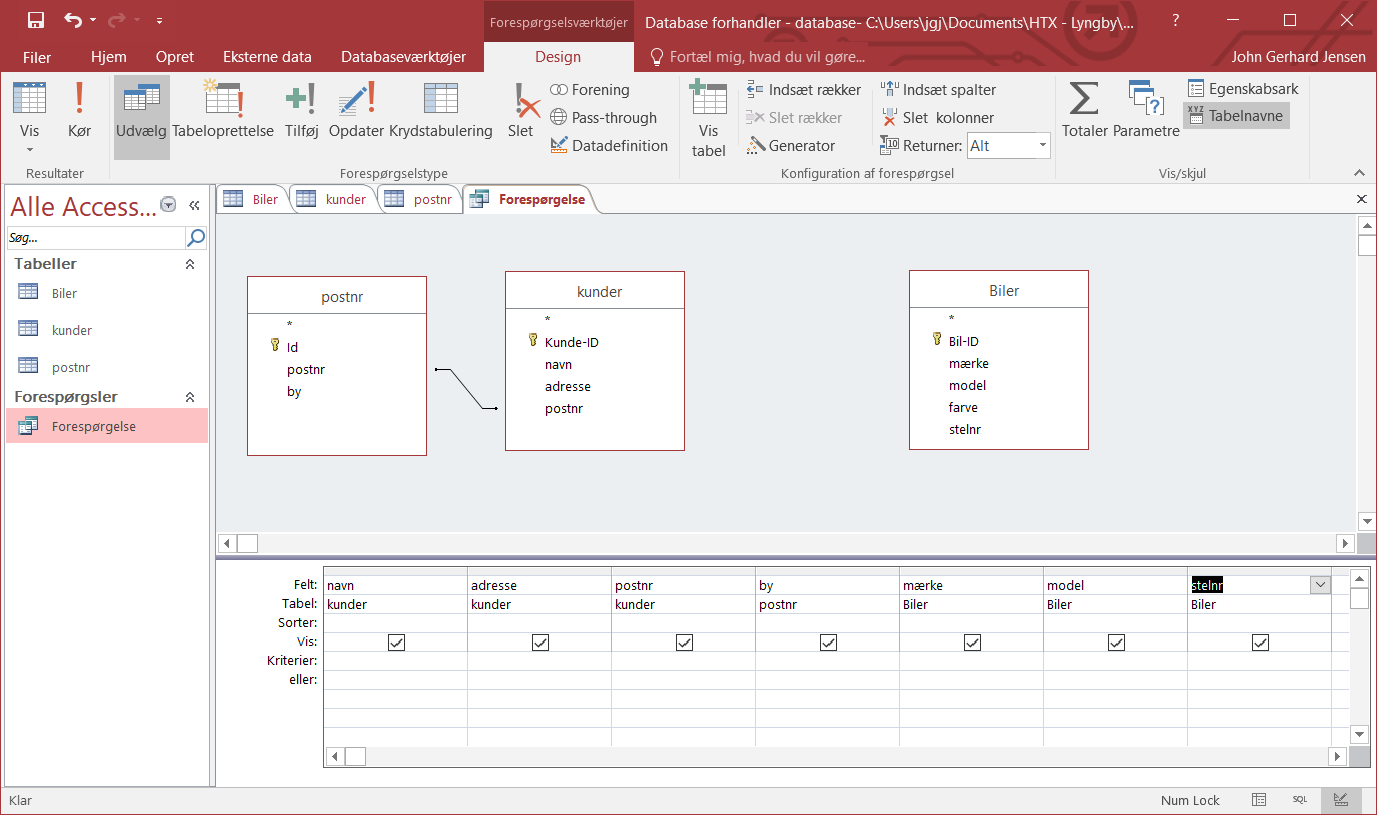 Forespørgselsværktøjer
Database forhandler - database- C:\Users\jgj\Documents\HTX - Lyngby\...
?
Filer
Hjem
Opret
Eksterne data
Databaseværktøjer
Design
Fortæl mig, hvad du vil gøre...
John Gerhard Jensen
Vis
Kør
Udvælg
Tabeloprettelse
Tilføj
Opdater
Krydstabulering
Slet
Forening
Pass-through
Datadefinition
Vis tabel
Indsæt rækker
Slet rækker
Generator
Indsæt spalter
Slet kolonner
Returner: Alt
Totaler
Parametre
Egenskabsark
XYZ Tabelnavne
Resultater
Forespørgselstype
Konfiguration af forespørgsel
Vis/skjul
Alle Access...
Søg...
Tabeller
Biler
kunder
postnr
Forespørgsler
Forespørgelse
Biler
kunder
postnr
Forespørgelse
postnr
*
Id
postnr
by
kunder
*
Kunde-ID
navn
adresse
postnr
Biler
*
Bil-ID
mærke
model
farve
stelnr
Felt: navn adresse postnr by mærke model stelnr
Tabel: kunder kunder kunder postnr Biler Biler Biler
Sorter:
Vis:
Kriterier:
eller:
Klar
Num Lock
SQL